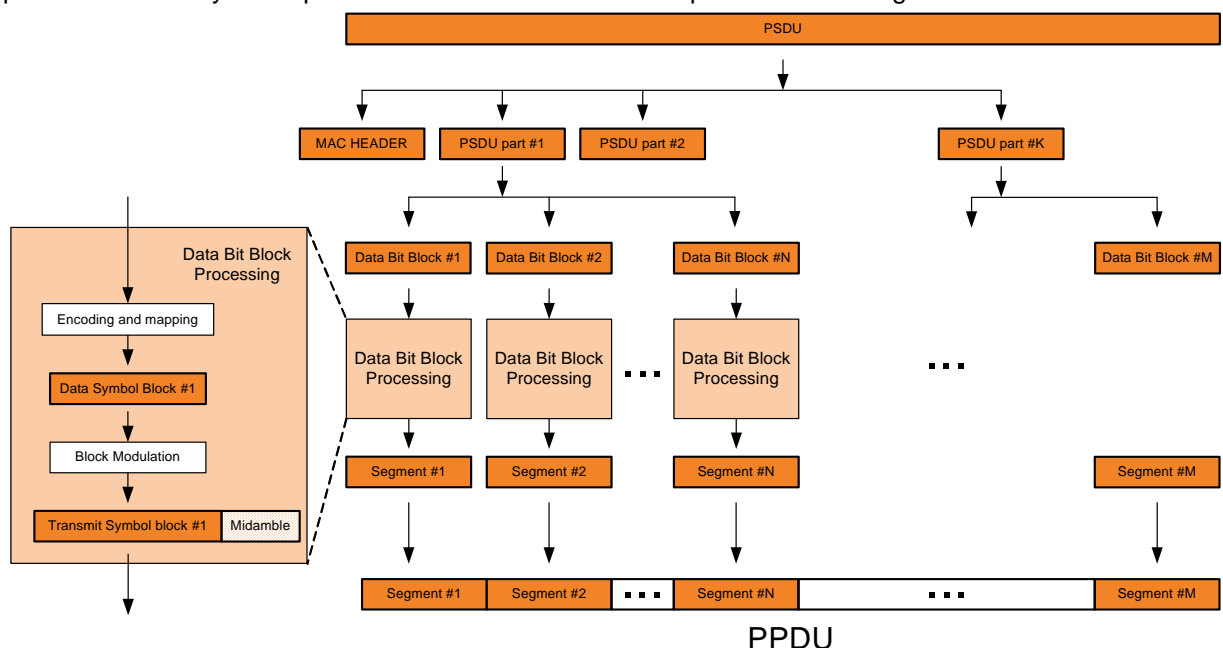 PSDU
MAC HEADER
PSDU part #1
PSDU part #2
PSDU part #K
Data Bit Block
Processing
Encoding and mapping
Data Symbol Block #1
Block Modulation
Transmit Symbol block #1
Midamble
Data Bit Block #1
Data Bit Block #2
Data Bit Block #N
Data Bit Block #M
Data Bit Block
Processing
Data Bit Block
Processing
Data Bit Block
Processing
Segment #1
Segment #2
Segment #N
Segment #M
Segment #1
Segment #2
Segment #N
Segment #M
PPDU